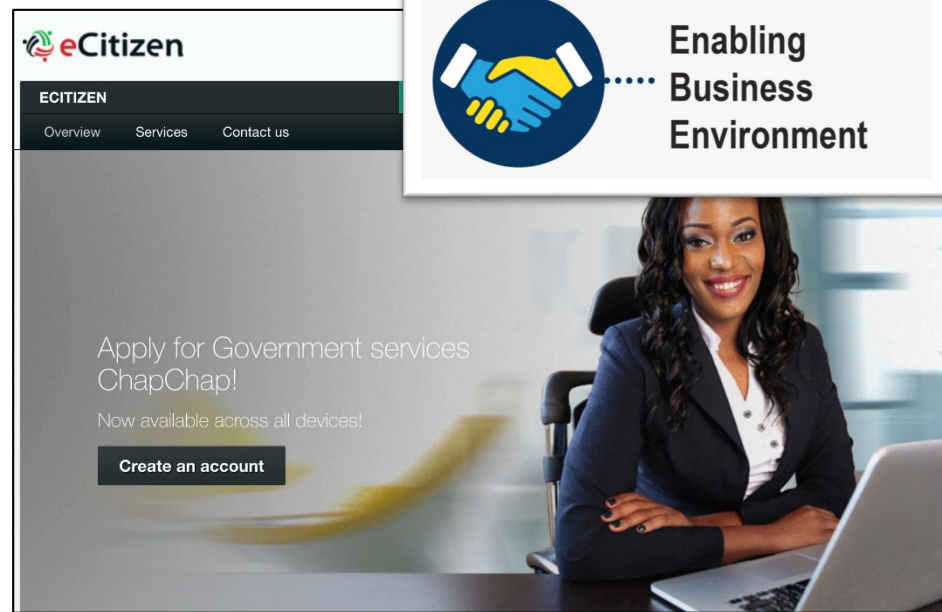 eCitizen
Enabling
Business
Environment
ECITIZEN
Overview Services Contact us
Apply for Government services
ChapChap!
Now available across all devices!
Create an account